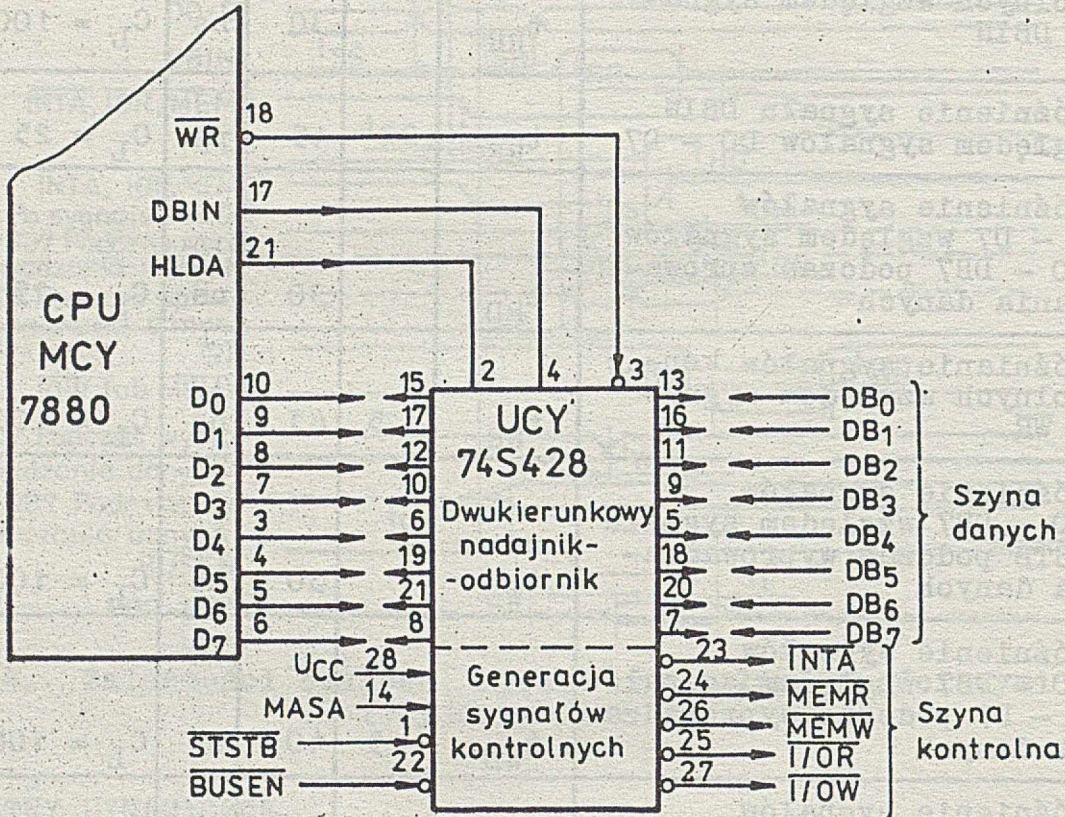 WR 18
DBIN 17
HLDA 21
CPU
MCY
7880
D0 10
D1 9
D2 8
D3 7
D4 3
D5 4
D6 5
D7 6
2 4 3
15 17 12 10 6 19 21 8
UCY
74S428
Dwukierunkowy
nadajnik-
-odbiornik
Generacja
sygnałów
kontrolnych
UCC 28
MASA 14
STSTB 1
BUSEN 22
13 DB0
16 DB1
11 DB2
9 DB3
5 DB4
18 DB5
20 DB6
7 DB7
Szyna
danych
23 INTA
24 MEMR
26 MEMW
25 I/OR
27 I/OW
Szyna
kontrolna